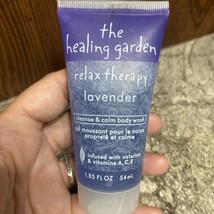 the
healing garden
relax therapy
lavender
cleanse & calm body wash
gel moussant pour le corps
propreté et calme
infused with valerian
& vitamins A, C, E
1.85 FL OZ 54mL